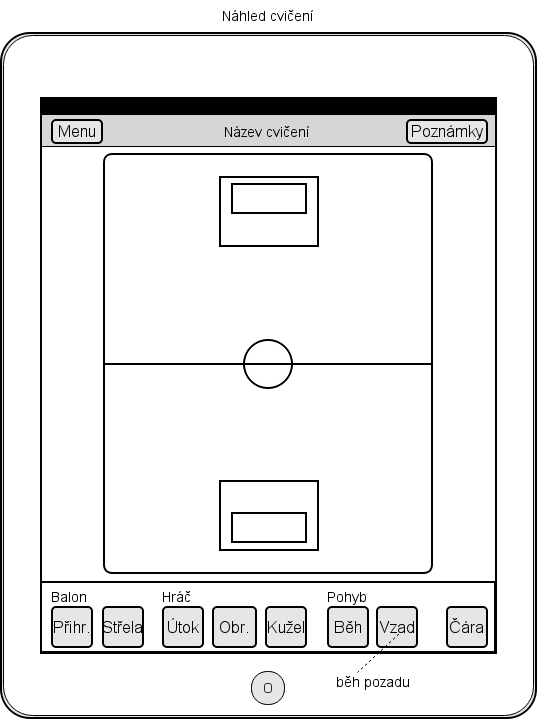 Náhled cvičení
Menu
Název cvičení
Poznámky
Balon
Hráč
Pohyb
Přihr.
Střela
Útok
Obr.
Kužel
Běh
Vzad
Čára
běh pozadu